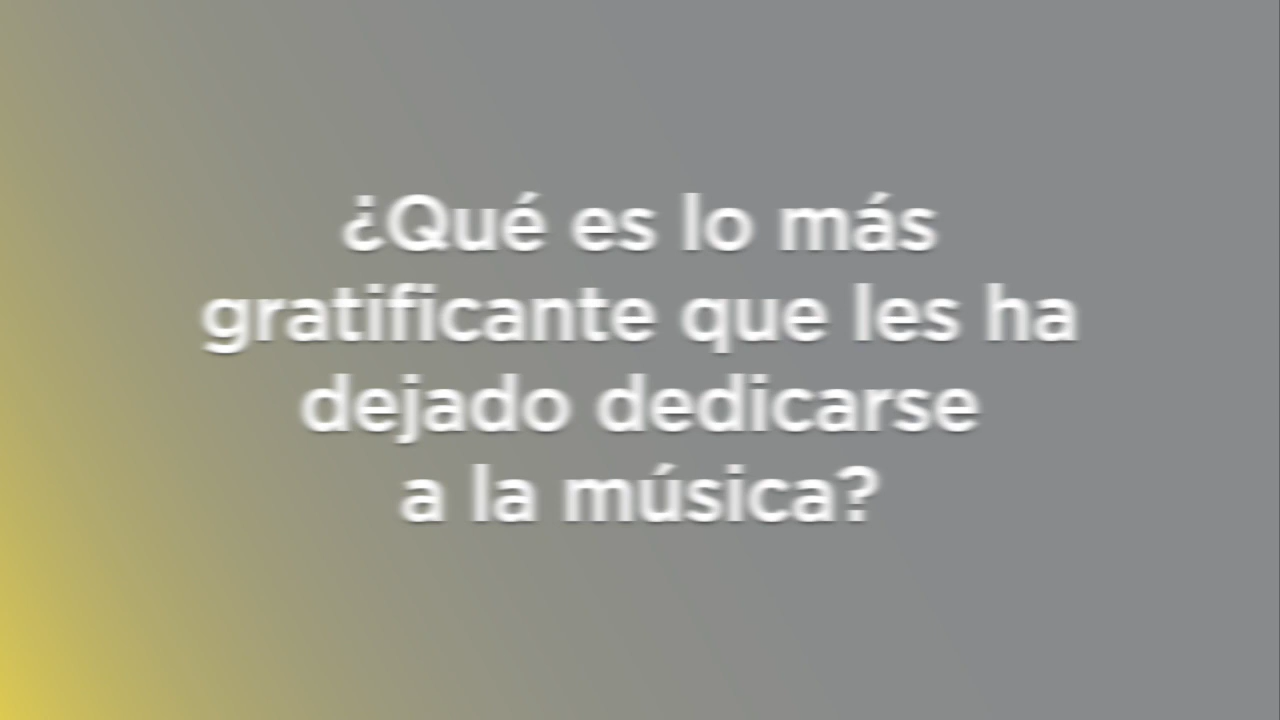 ¿Qué es lo más
gratificante que les ha
dejado dedicarse
a la música?